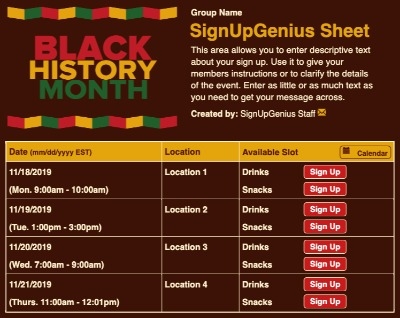 BLACK
HISTORY
MONTH
Group Name
SignUpGenius Sheet
This area allows you to enter descriptive text
about your sign up. Use it to give your
members instructions or to clarify the details
of the event. Enter as little or as much text as
you need to get your message across.
Created by: SignUpGenius Staff
Date (mm/dd/yyyy EST) Location Available Slot Calendar
11/18/2019 Location 1 Drinks Sign Up
(Mon. 9:00am - 10:00am) Snacks Sign Up
11/19/2019 Location 2 Drinks Sign Up
(Tue. 1:00pm - 3:00pm) Snacks Sign Up
11/20/2019 Location 3 Drinks Sign Up
(Wed. 7:00am - 9:00am) Snacks Sign Up
11/21/2019 Location 4 Drinks Sign Up
(Thurs. 11:00am - 12:01pm) Snacks Sign Up